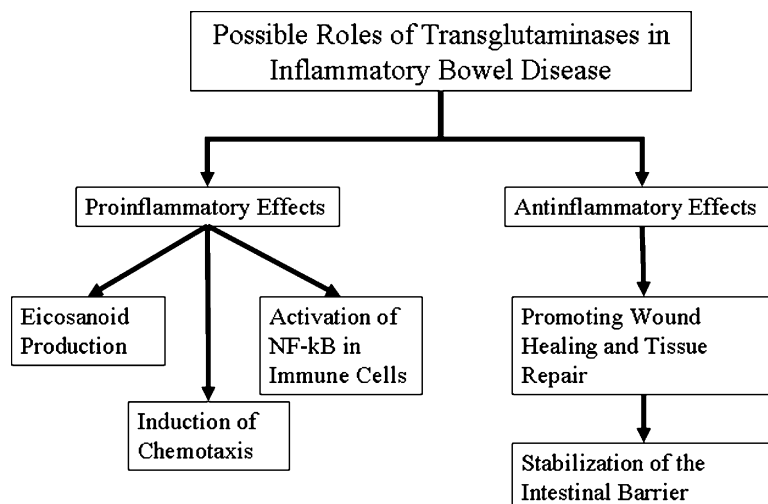 Possible Roles of Transglutaminases in
Inflammatory Bowel Disease
Proinflammatory Effects
Antinflammatory Effects
Eicosanoid
Production
Activation of
NF-kB in
Immune Cells
Promoting Wound
Healing and Tissue
Repair
Induction of
Chemotaxis
Stabilization of the
Intestinal Barrier